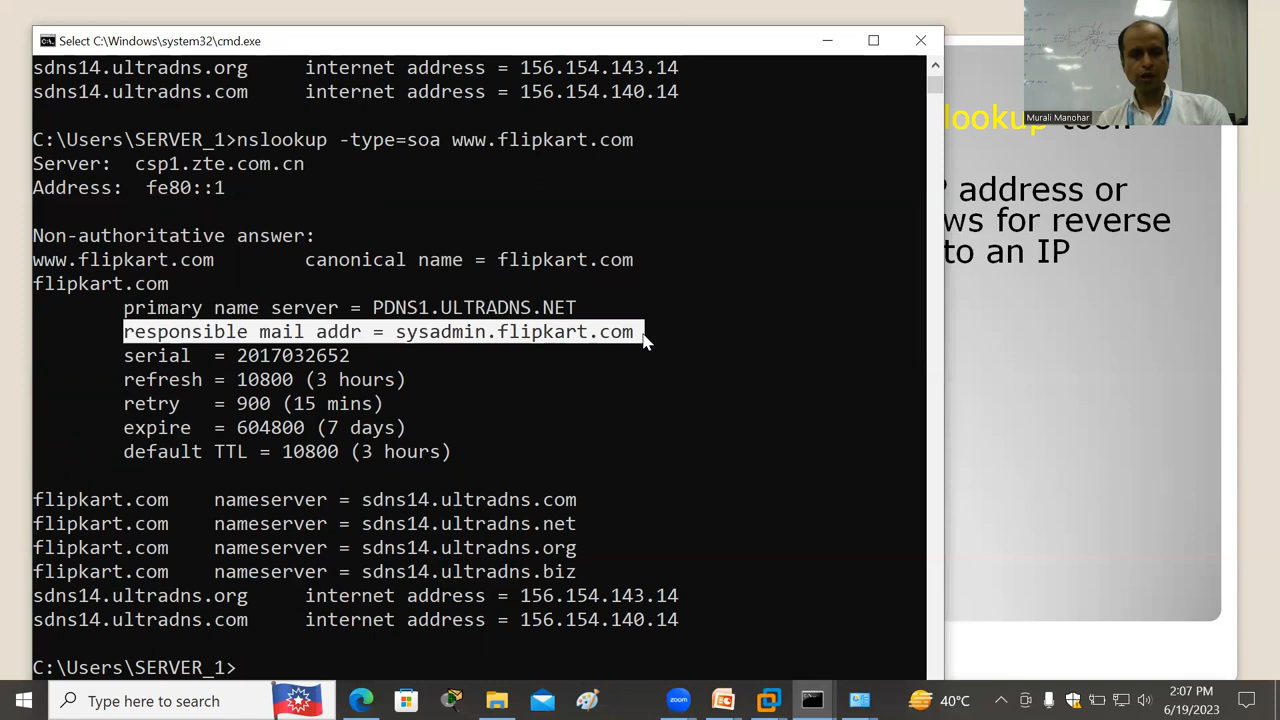 Select C:\Windows\system32\cmd.exe
sdns14.ultradns.org internet address = 156.154.143.14
sdns14.ultradns.com internet address = 156.154.140.14
C:\Users\SERVER_1>nslookup -type=soa www.flipkart.com
Server: csp1.zte.com.cn
Address: fe80::1
Non-authoritative answer:
www.flipkart.com canonical name = flipkart.com
flipkart.com
primary name server = PDNS1.ULTRADNS.NET
responsible mail addr = sysadmin.flipkart.com
serial = 2017032652
refresh = 10800 (3 hours)
retry = 900 (15 mins)
expire = 604800 (7 days)
default TTL = 10800 (3 hours)
flipkart.com nameserver = sdns14.ultradns.com
flipkart.com nameserver = sdns14.ultradns.net
flipkart.com nameserver = sdns14.ultradns.org
flipkart.com nameserver = sdns14.ultradns.biz
sdns14.ultradns.org internet address = 156.154.143.14
sdns14.ultradns.com internet address = 156.154.140.14
C:\Users\SERVER_1>
Murali Manohar
lookup
address or
ws for reverse
to an IP
Type here to search
zoom
40°C
2:07 PM
6/19/2023